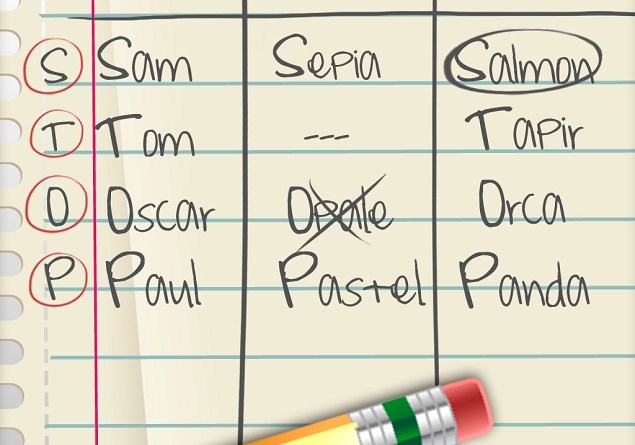 S Sam Sepia Salmon
T Tom --- Tapir
O Oscar Opale Orca
P Paul Pastel Panda